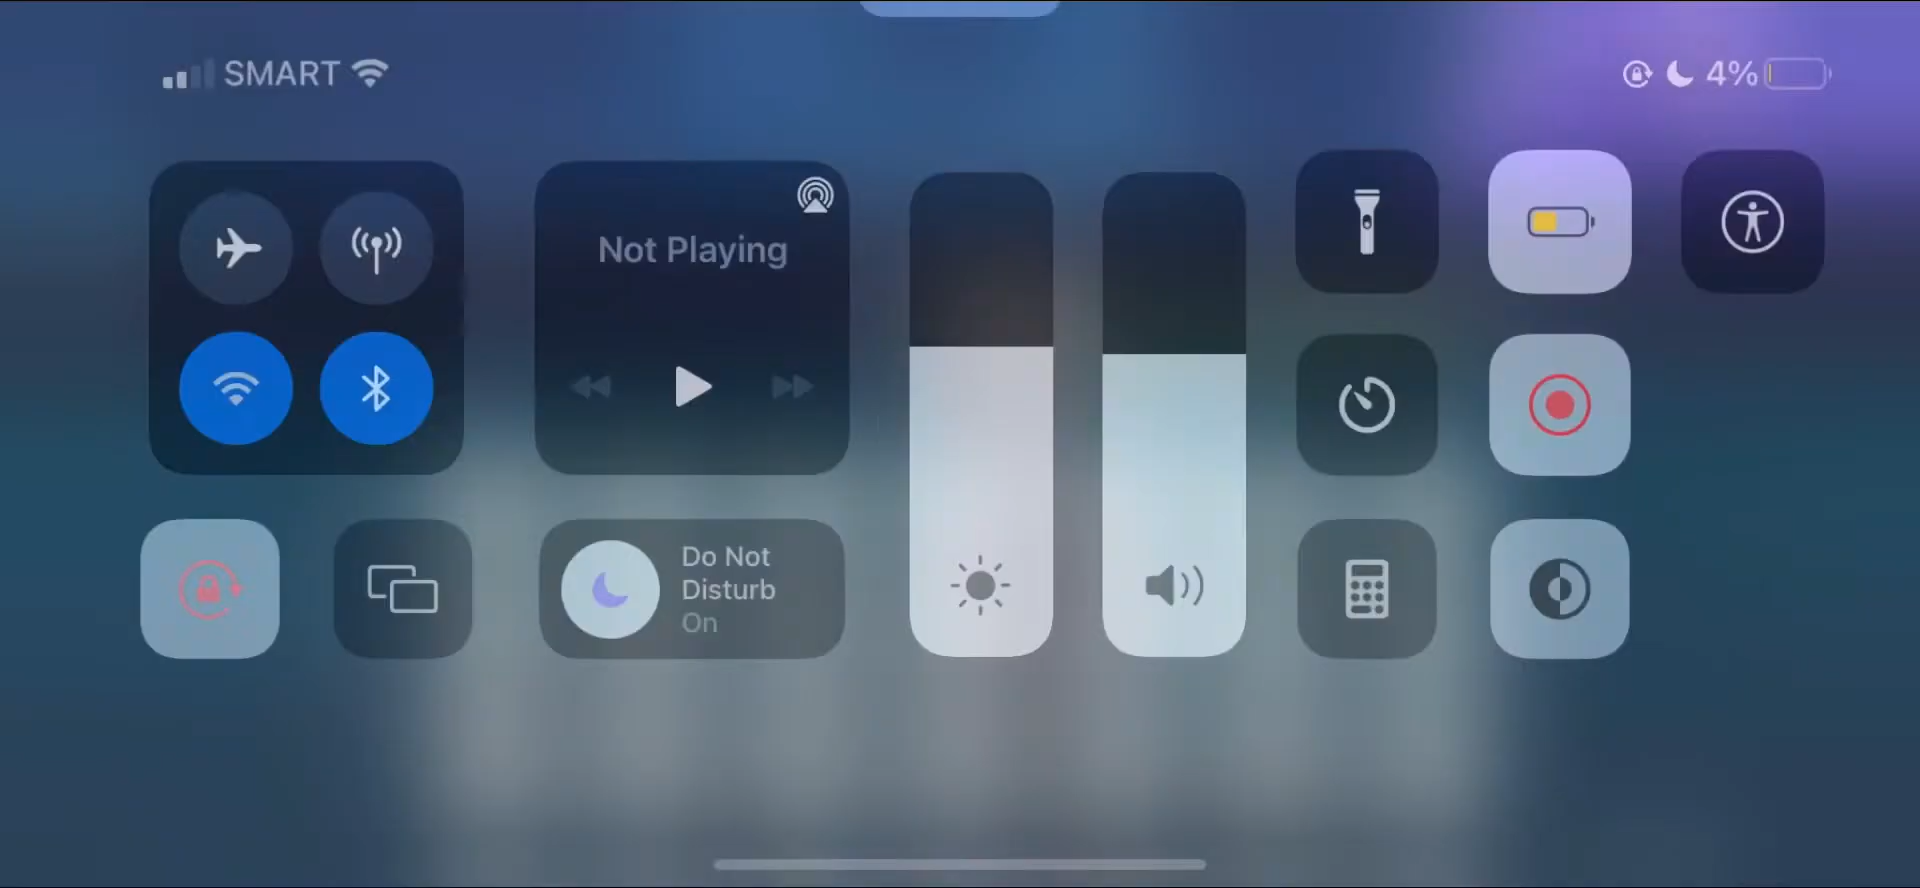 SMART
4%
Not Playing
Do Not
Disturb
On